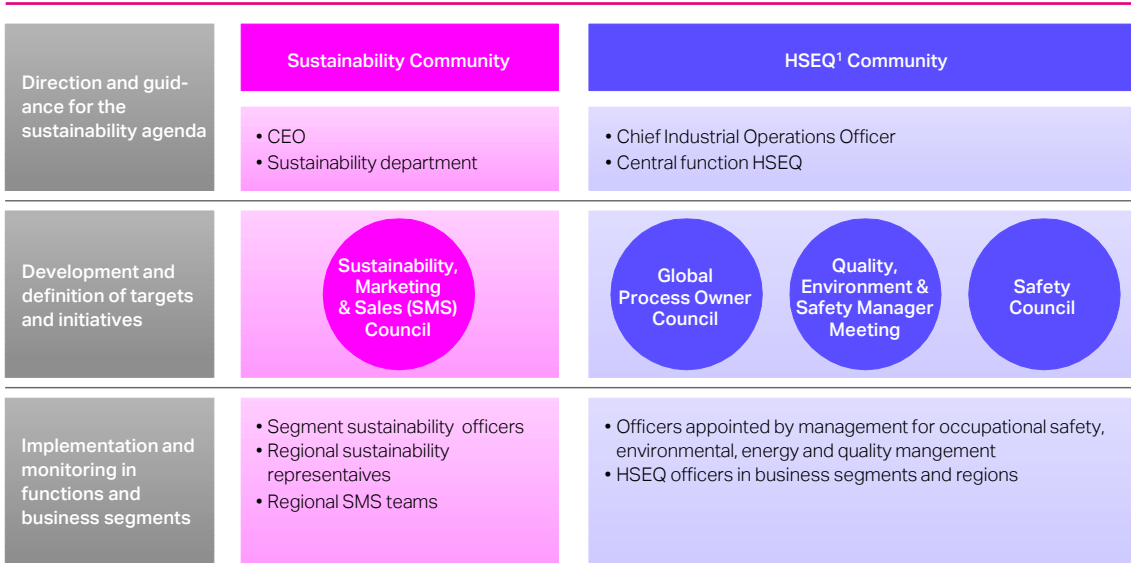 Direction and guid-
ance for the
sustainability agenda
Sustainability Community
HSEQ¹ Community
• CEO
• Sustainability department
• Chief Industrial Operations Officer
• Central function HSEQ
Development and
definition of targets
and initiatives
Sustainability,
Marketing
& Sales (SMS)
Council
Global
Process Owner
Council
Quality,
Environment &
Safety Manager
Meeting
Safety
Council
Implementation and
monitoring in
functions and
business segments
• Segment sustainability officers
• Regional sustainability
representaives
• Regional SMS teams
• Officers appointed by management for occupational safety,
environmental, energy and quality mangement
• HSEQ officers in business segments and regions